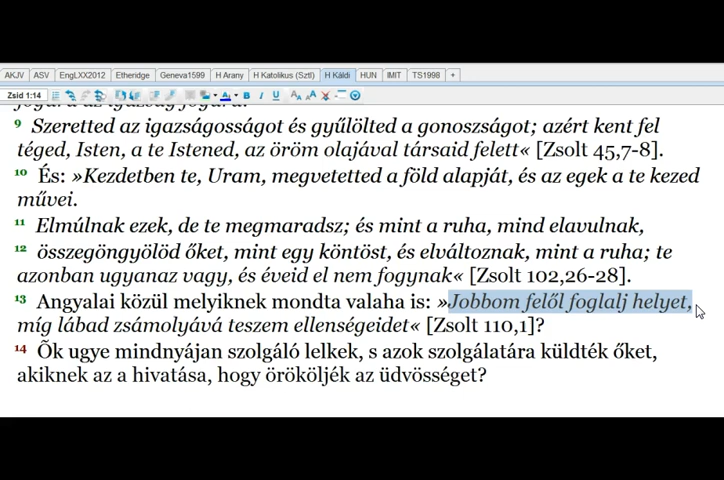 AKJV ASV EngLXX2012 Etheridge Geneva1599 H Arany H Katolikus (Sztl) H Káldi HUN IMIT TS1998 +
Zsid 1:14 B I U
9 Szeretted az igazságosságot és gyűlölted a gonoszságot; azért kent fel
téged, Isten, a te Istened, az öröm olajával társaid felett« [Zsolt 45,7-8].
10 És: »Kezdetben te, Uram, megvetetted a föld alapját, és az egek a te kezed
művei.
11 Elmúlnak ezek, de te megmaradsz; és mint a ruha, mind elavulnak,
12 összegöngyölöd őket, mint egy köntöst, és elváltoznak, mint a ruha; te
azonban ugyanaz vagy, és éveid el nem fogynak« [Zsolt 102,26-28].
13 Angyalai közül melyiknek mondta valaha is: »Jobbom felől foglalj helyet,
míg lábad zsámolyává teszem ellenségeidet« [Zsolt 110,1]?
14 Õk ugye mindnyájan szolgáló lelkek, s azok szolgálatára küldték őket,
akiknek az a hivatása, hogy örököljék az üdvösséget?